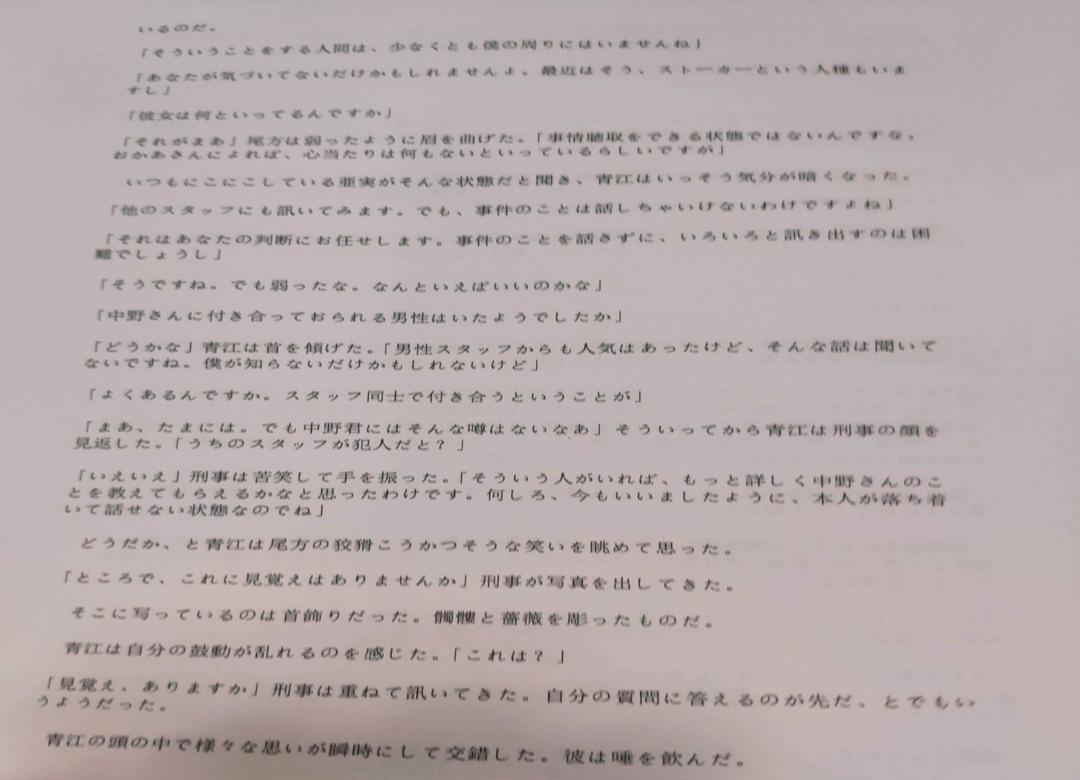 いるのだ。
「そういうことをする人間は、少なくとも僕の周りにはいませんね」
「あなたが気づいてないだけかもしれませんよ。最近はそう、ストーカーという人種もいま
すし」
「彼女は何といってるんですか」
「それがまあ」尾方は弱ったように眉を曲げた。「事情聴取をできる状態ではないんですな。
おかあさんによれば、心当たりは何もないといっているらしいですが」
いつもにこにこしている亜実がそんな状態だと聞き、青江はいっそう気分が暗くなった。
「他のスタッフにも訊いてみます。でも、事件のことは話しちゃいけないわけですよね」
「それはあなたの判断にお任せします。事件のことを話さずに、いろいろと訊き出すのは困
難でしょうし」
「そうですね。でも弱ったな。なんといえばいいのかな」
「中野さんに付き合っておられる男性はいたようでしたか」
「どうかな」青江は首を傾げた。「男性スタッフからも人気はあったけど、そんな話は聞いて
ないですね。僕が知らないだけかもしれないけど」
「よくあるんですか。スタッフ同士で付き合うということが」
「まあ、たまには。でも中野君にはそんな噂はないなあ」そういってから青江は刑事の顔を
見返した。「うちのスタッフが犯人だと？」
「いえいえ」刑事は苦笑して手を振った。「そういう人がいれば、もっと詳しく中野さんのこ
とを教えてもらえるかなと思ったわけです。何しろ、今もいいましたように、本人が落ち着
いて話せない状態なのでね」
どうだか、と青江は尾方の狡猾こうかつそうな笑いを眺めて思った。
「ところで、これに見覚えはありませんか」刑事が写真を出してきた。
そこに写っているのは首飾りだった。髑髏と薔薇を彫ったものだ。
青江は自分の鼓動が乱れるのを感じた。「これは？」
「見覚え、ありますか」刑事は重ねて訊いてきた。自分の質問に答えるのが先だ、とでもい
うようだった。
青江の頭の中で様々な思いが瞬時にして交錯した。彼は唾を飲んだ。